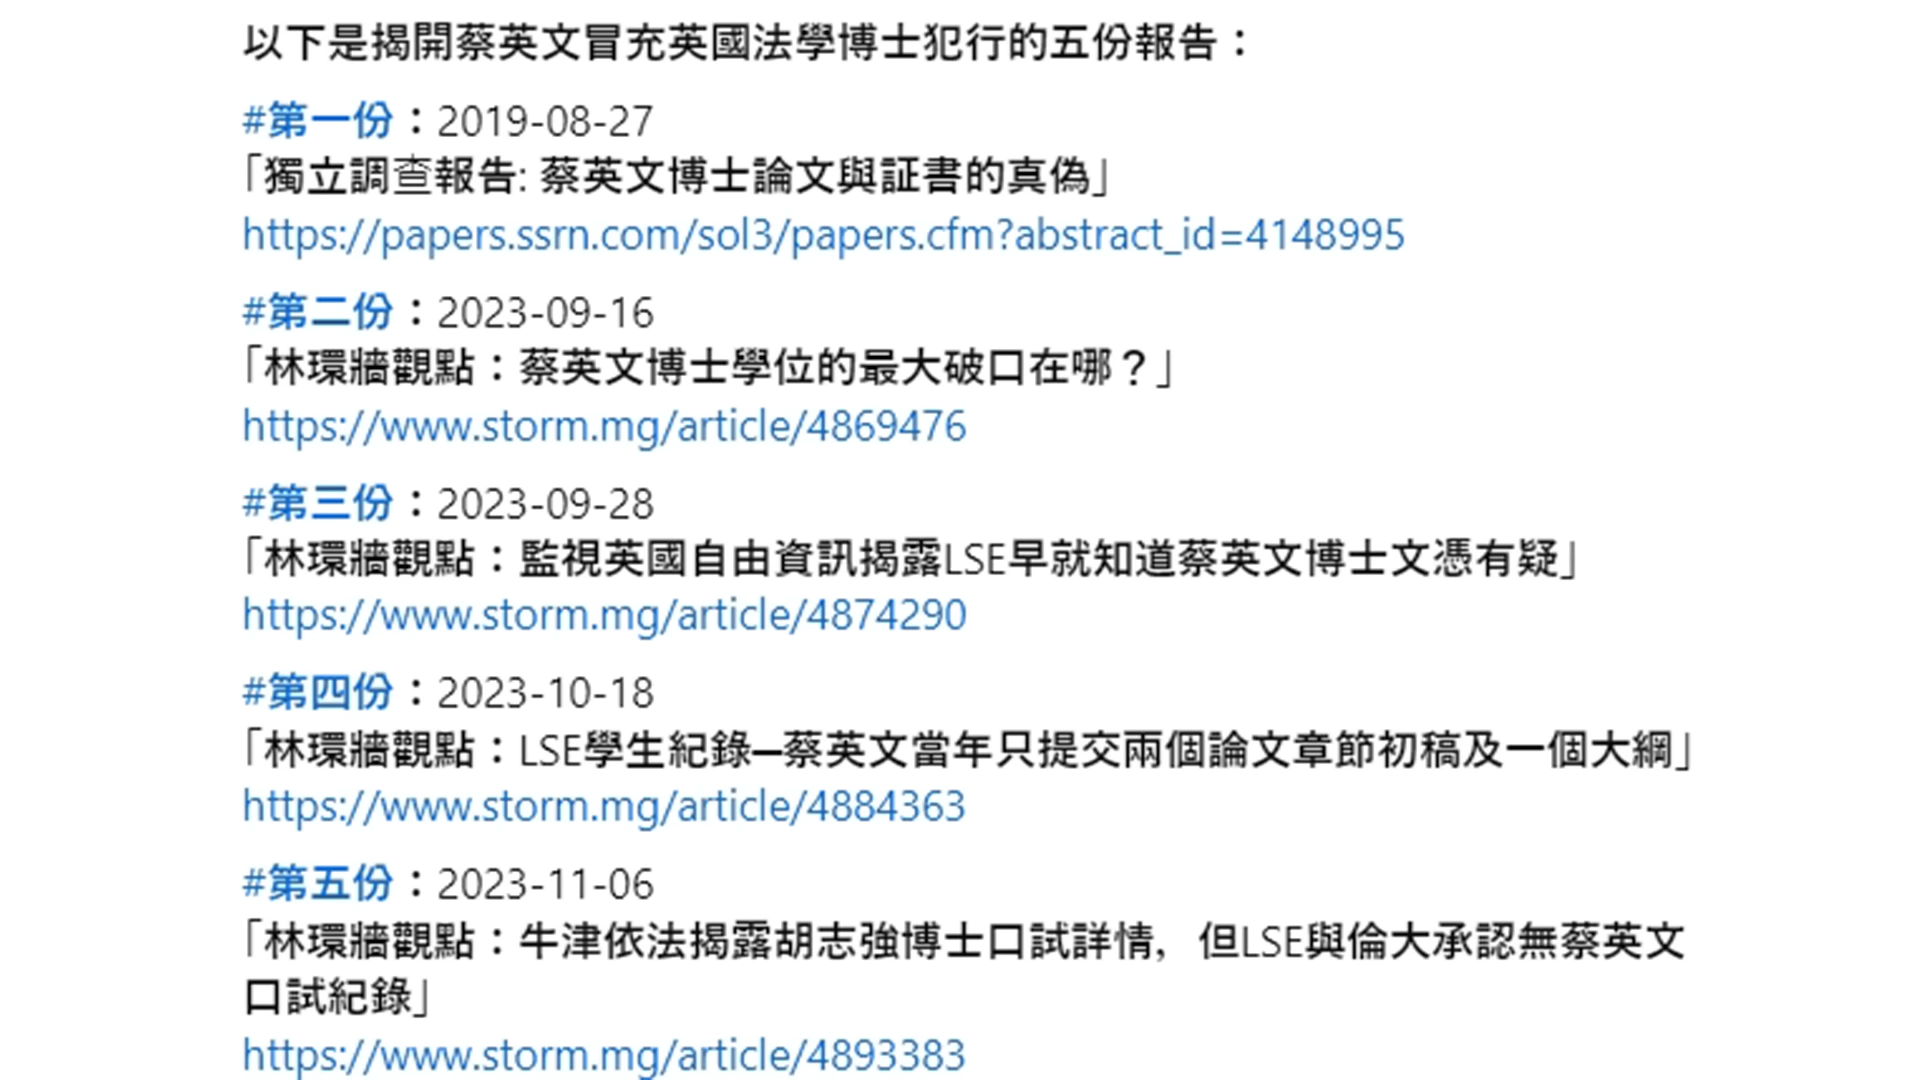 以下是揭開蔡英文冒充英國法學博士犯行的五份報告：
#第一份：2019-08-27
「獨立調查報告: 蔡英文博士論文與証書的真偽」
https://papers.ssrn.com/sol3/papers.cfm?abstract_id=4148995
#第二份：2023-09-16
「林環牆觀點：蔡英文博士學位的最大破口在哪？」
https://www.storm.mg/article/4869476
#第三份：2023-09-28
「林環牆觀點：監視英國自由資訊揭露LSE早就知道蔡英文博士文憑有疑」
https://www.storm.mg/article/4874290
#第四份：2023-10-18
「林環牆觀點：LSE學生紀錄─蔡英文當年只提交兩個論文章節初稿及一個大綱」
https://www.storm.mg/article/4884363
#第五份：2023-11-06
「林環牆觀點：牛津依法揭露胡志強博士口試詳情，但LSE與倫大承認無蔡英文
口試紀錄」
https://www.storm.mg/article/4893383